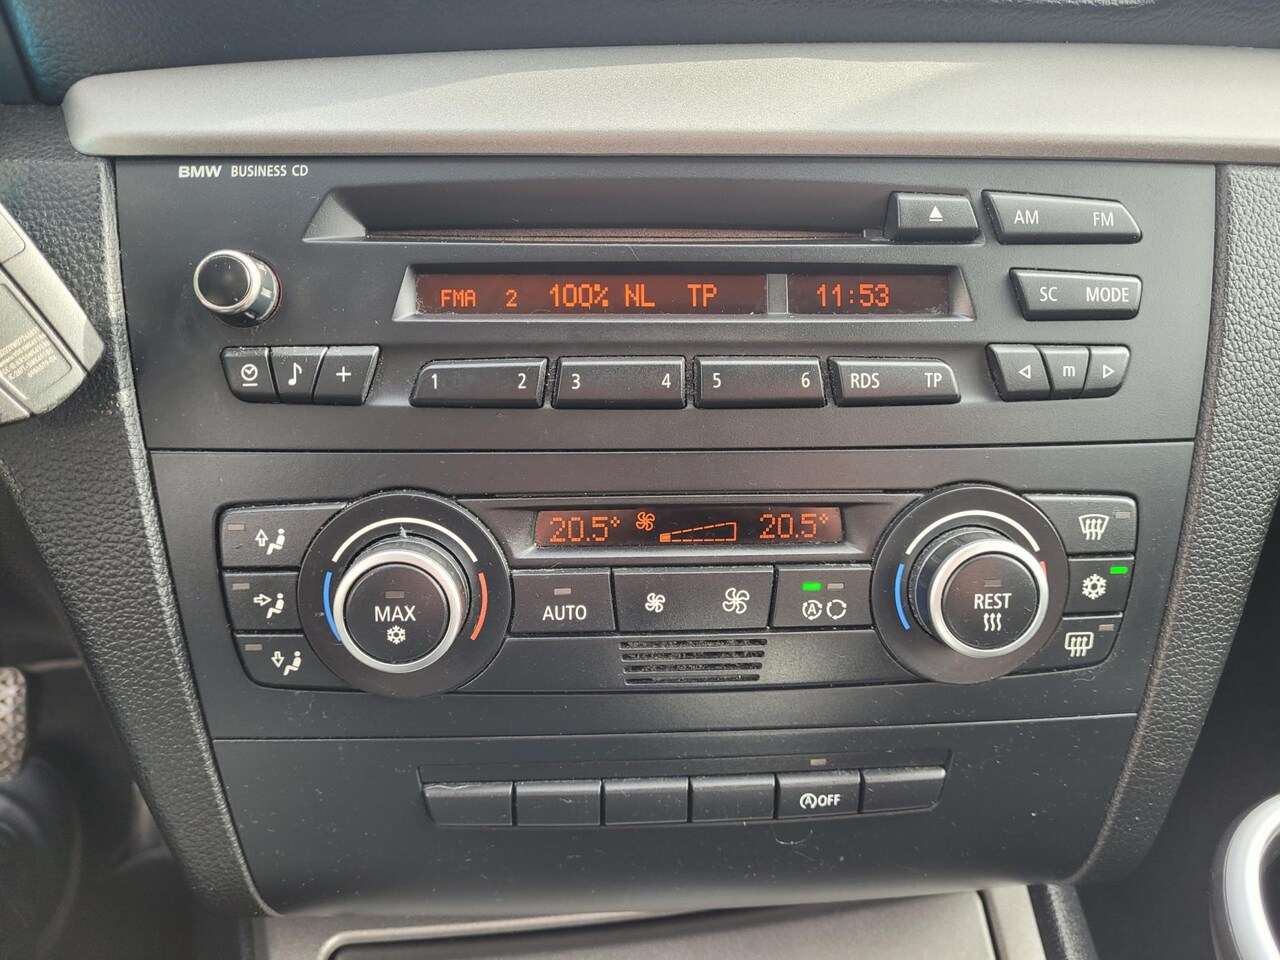 BMW BUSINESS CD
AM FM
FMA 2 100% NL TP 11:53
SC MODE
1 2 3 4 5 6 RDS TP m
20.5° 20.5°
MAX
AUTO
A
REST
A OFF